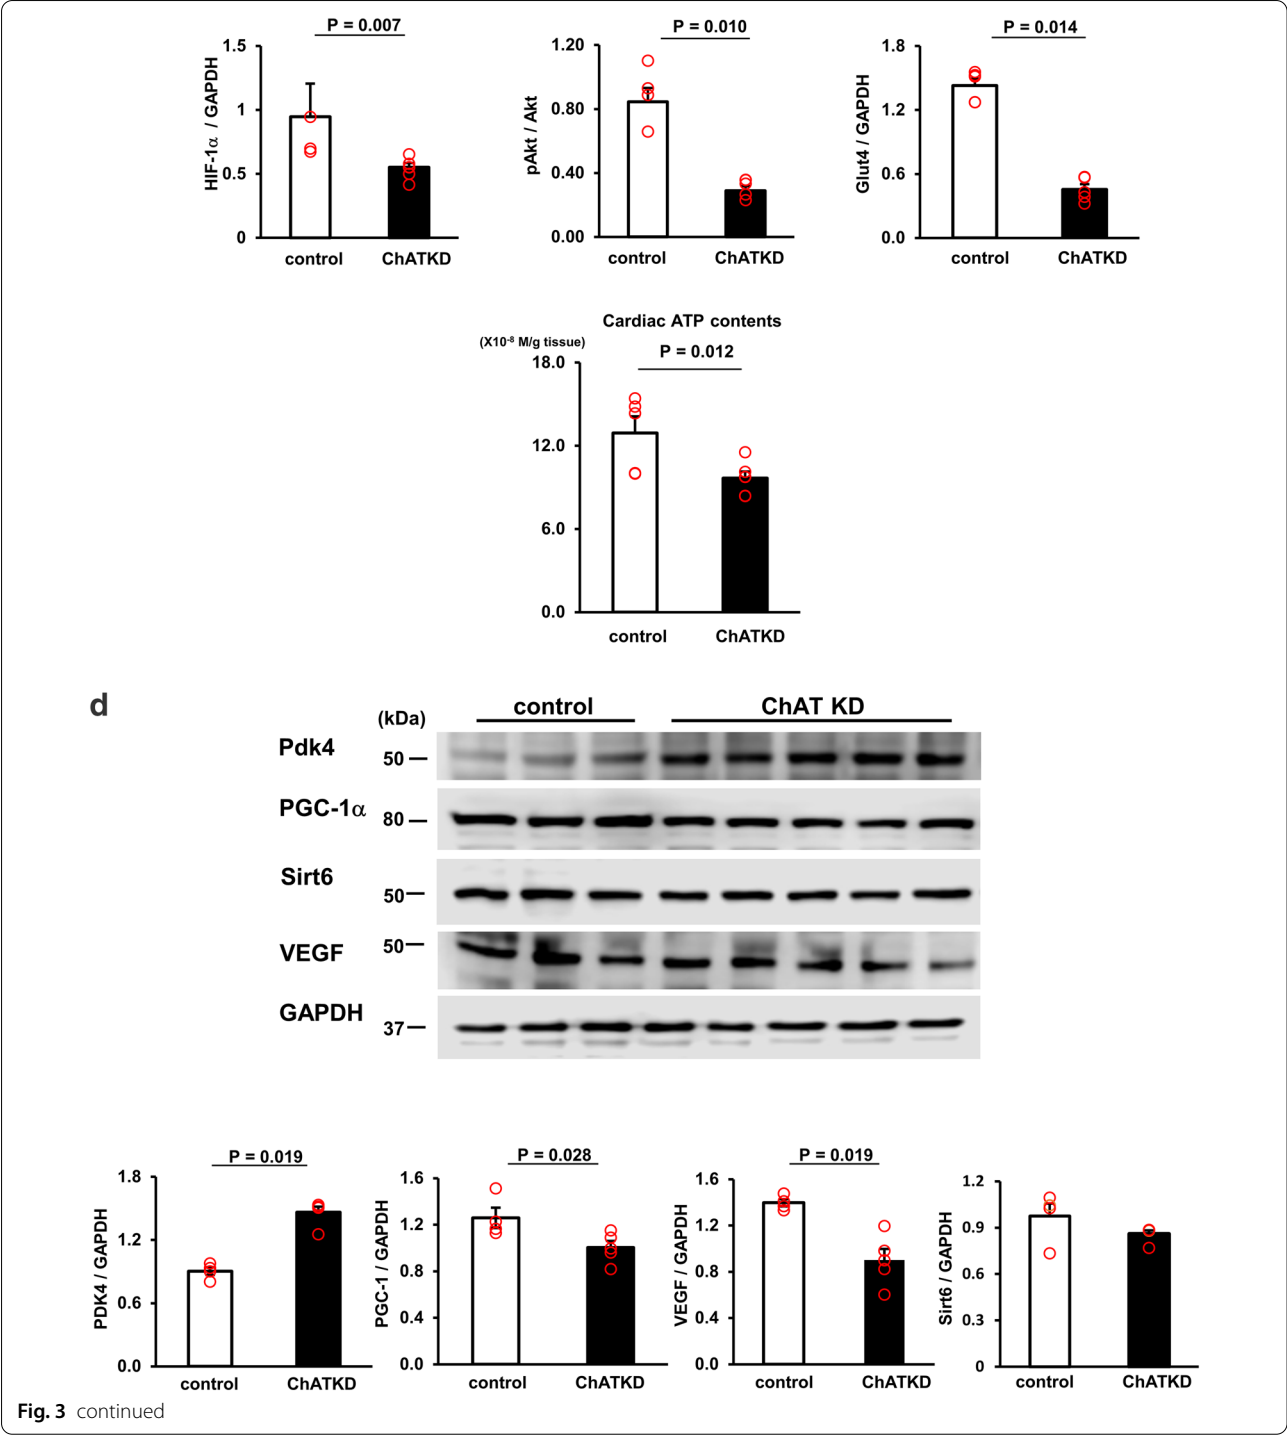 P = 0.007
1.5
1
0.5
0
HIF-1α / GAPDH
control ChATKD
P = 0.010
1.20
0.80
0.40
0.00
pAkt / Akt
control ChATKD
P = 0.014
1.8
1.2
0.6
0.0
Glut4 / GAPDH
control ChATKD
Cardiac ATP contents
(X10⁻⁸ M/g tissue)
P = 0.012
18.0
12.0
6.0
0.0
control ChATKD
d
(kDa)
control ChAT KD
Pdk4 50
PGC-1α 80
Sirt6 50
VEGF 50
GAPDH 37
P = 0.019
1.8
1.2
0.6
0.0
PDK4 / GAPDH
control ChATKD
P = 0.028
1.6
1.2
0.8
0.4
0.0
PGC-1 / GAPDH
control ChATKD
P = 0.019
1.6
1.2
0.8
0.4
0.0
VEGF / GAPDH
control ChATKD
1.2
0.9
0.6
0.3
0
Sirt6 / GAPDH
control ChATKD
Fig. 3 continued